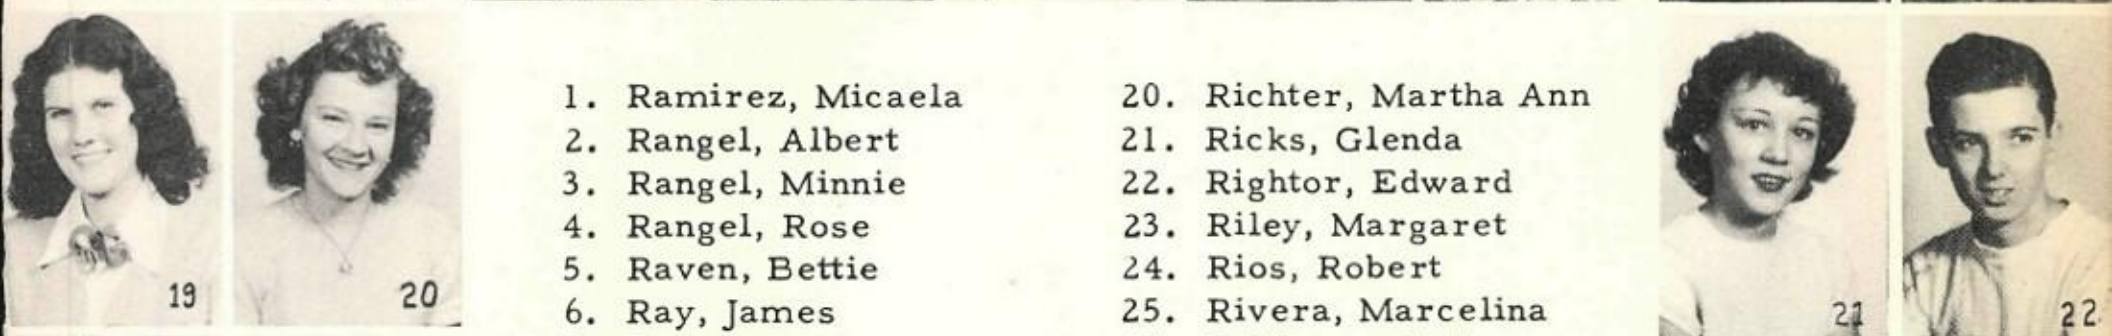 19
20
1. Ramirez, Micaela
2. Rangel, Albert
3. Rangel, Minnie
4. Rangel, Rose
5. Raven, Bettie
6. Ray, James
20. Richter, Martha Ann
21. Ricks, Glenda
22. Rightor, Edward
23. Riley, Margaret
24. Rios, Robert
25. Rivera, Marcelina
21
22